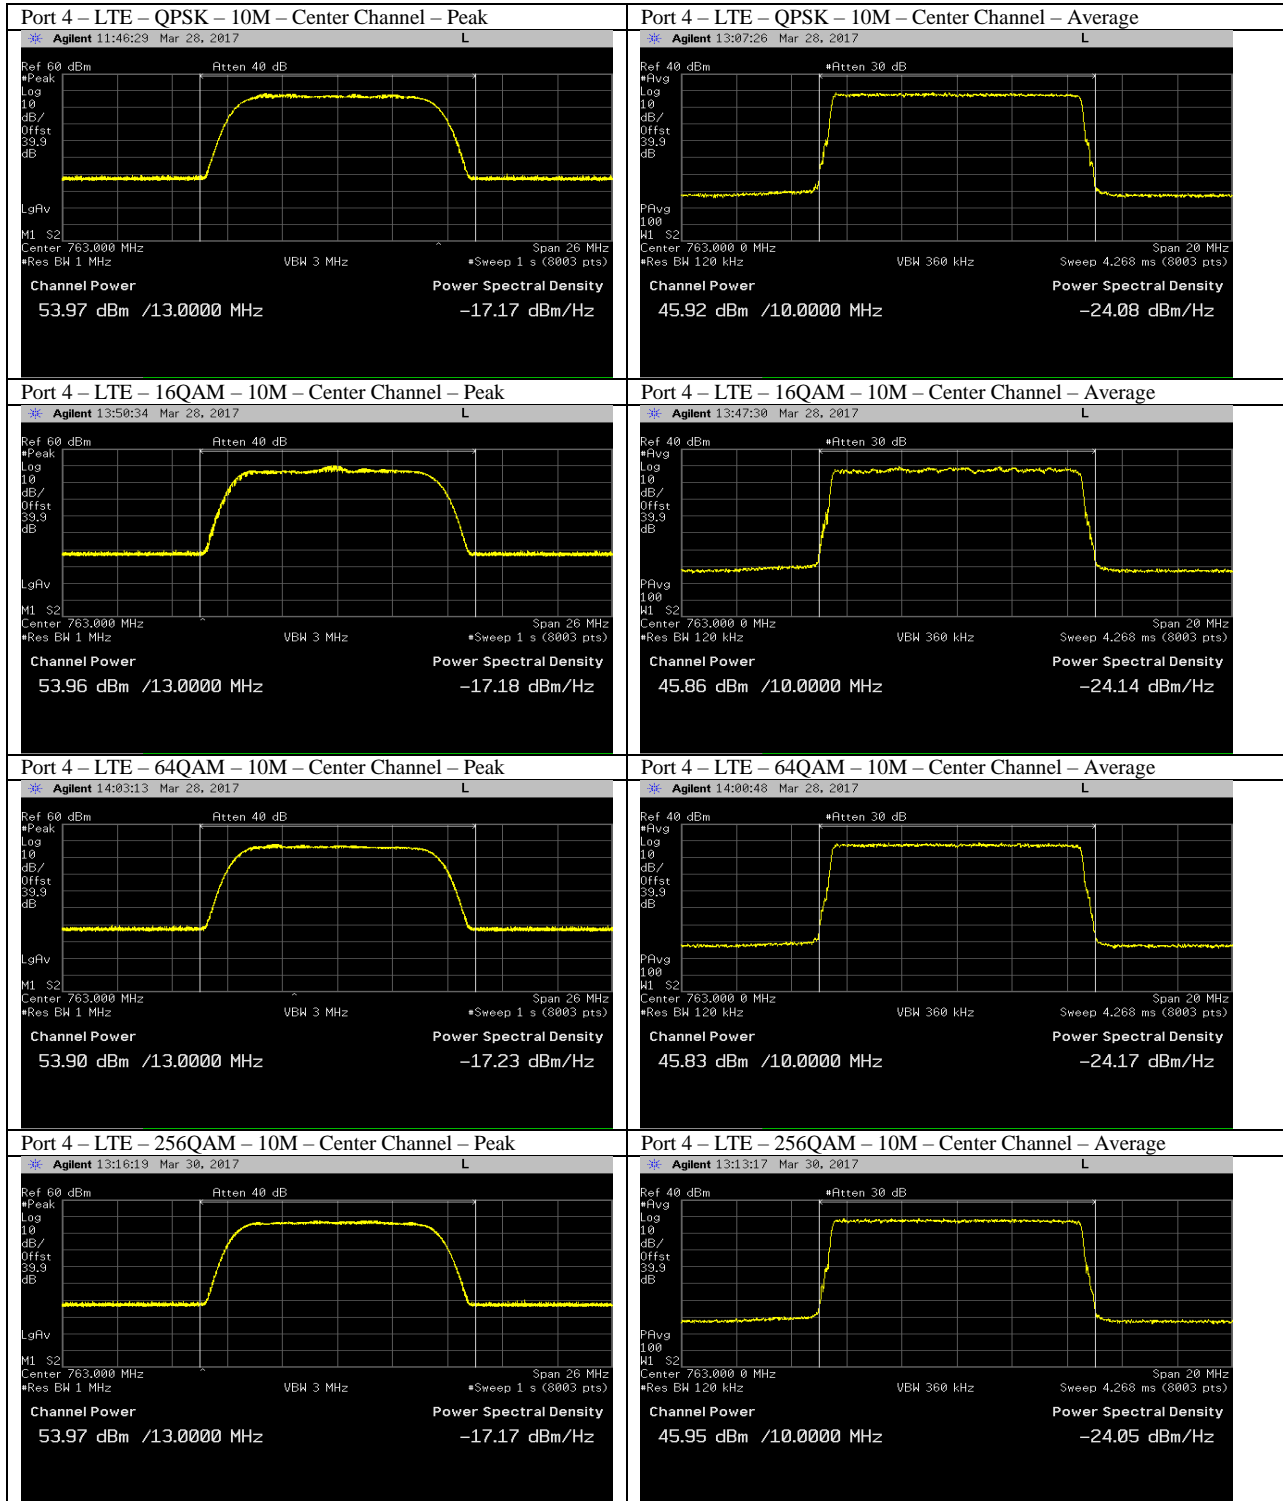 Port 4 – LTE – QPSK – 10M – Center Channel – Peak
Agilent 11:46:29 Mar 28, 2017 L
Ref 60 dBm Atten 40 dB
#Peak
Log
10
dB/
Offst
39.9
dB
LgAv
M1 S2
Center 763.000 MHz Span 26 MHz
#Res BW 1 MHz VBW 3 MHz #Sweep 1 s (8003 pts)
Channel Power Power Spectral Density
53.97 dBm /13.0000 MHz -17.17 dBm/Hz
Port 4 – LTE – QPSK – 10M – Center Channel – Average
Agilent 13:07:26 Mar 28, 2017 L
Ref 40 dBm #Atten 30 dB
#Avg
Log
10
dB/
Offst
39.9
dB
PAvg
100
W1 S2
Center 763.000 0 MHz Span 20 MHz
#Res BW 120 kHz VBW 360 kHz Sweep 4.268 ms (8003 pts)
Channel Power Power Spectral Density
45.92 dBm /10.0000 MHz -24.08 dBm/Hz
Port 4 – LTE – 16QAM – 10M – Center Channel – Peak
Agilent 13:50:34 Mar 28, 2017 L
Ref 60 dBm Atten 40 dB
#Peak
Log
10
dB/
Offst
39.9
dB
LgAv
M1 S2
Center 763.000 MHz Span 26 MHz
#Res BW 1 MHz VBW 3 MHz #Sweep 1 s (8003 pts)
Channel Power Power Spectral Density
53.96 dBm /13.0000 MHz -17.18 dBm/Hz
Port 4 – LTE – 16QAM – 10M – Center Channel – Average
Agilent 13:47:30 Mar 28, 2017 L
Ref 40 dBm #Atten 30 dB
#Avg
Log
10
dB/
Offst
39.9
dB
PAvg
100
W1 S2
Center 763.000 0 MHz Span 20 MHz
#Res BW 120 kHz VBW 360 kHz Sweep 4.268 ms (8003 pts)
Channel Power Power Spectral Density
45.86 dBm /10.0000 MHz -24.14 dBm/Hz
Port 4 – LTE – 64QAM – 10M – Center Channel – Peak
Agilent 14:03:13 Mar 28, 2017 L
Ref 60 dBm Atten 40 dB
#Peak
Log
10
dB/
Offst
39.9
dB
LgAv
M1 S2
Center 763.000 MHz Span 26 MHz
#Res BW 1 MHz VBW 3 MHz #Sweep 1 s (8003 pts)
Channel Power Power Spectral Density
53.90 dBm /13.0000 MHz -17.23 dBm/Hz
Port 4 – LTE – 64QAM – 10M – Center Channel – Average
Agilent 14:00:48 Mar 28, 2017 L
Ref 40 dBm #Atten 30 dB
#Avg
Log
10
dB/
Offst
39.9
dB
PAvg
100
W1 S2
Center 763.000 0 MHz Span 20 MHz
#Res BW 120 kHz VBW 360 kHz Sweep 4.268 ms (8003 pts)
Channel Power Power Spectral Density
45.83 dBm /10.0000 MHz -24.17 dBm/Hz
Port 4 – LTE – 256QAM – 10M – Center Channel – Peak
Agilent 13:16:19 Mar 30, 2017 L
Ref 60 dBm Atten 40 dB
#Peak
Log
10
dB/
Offst
39.9
dB
LgAv
M1 S2
Center 763.000 MHz Span 26 MHz
#Res BW 1 MHz VBW 3 MHz #Sweep 1 s (8003 pts)
Channel Power Power Spectral Density
53.97 dBm /13.0000 MHz -17.17 dBm/Hz
Port 4 – LTE – 256QAM – 10M – Center Channel – Average
Agilent 13:13:17 Mar 30, 2017 L
Ref 40 dBm #Atten 30 dB
#Avg
Log
10
dB/
Offst
39.9
dB
PAvg
100
W1 S2
Center 763.000 0 MHz Span 20 MHz
#Res BW 120 kHz VBW 360 kHz Sweep 4.268 ms (8003 pts)
Channel Power Power Spectral Density
45.95 dBm /10.0000 MHz -24.05 dBm/Hz